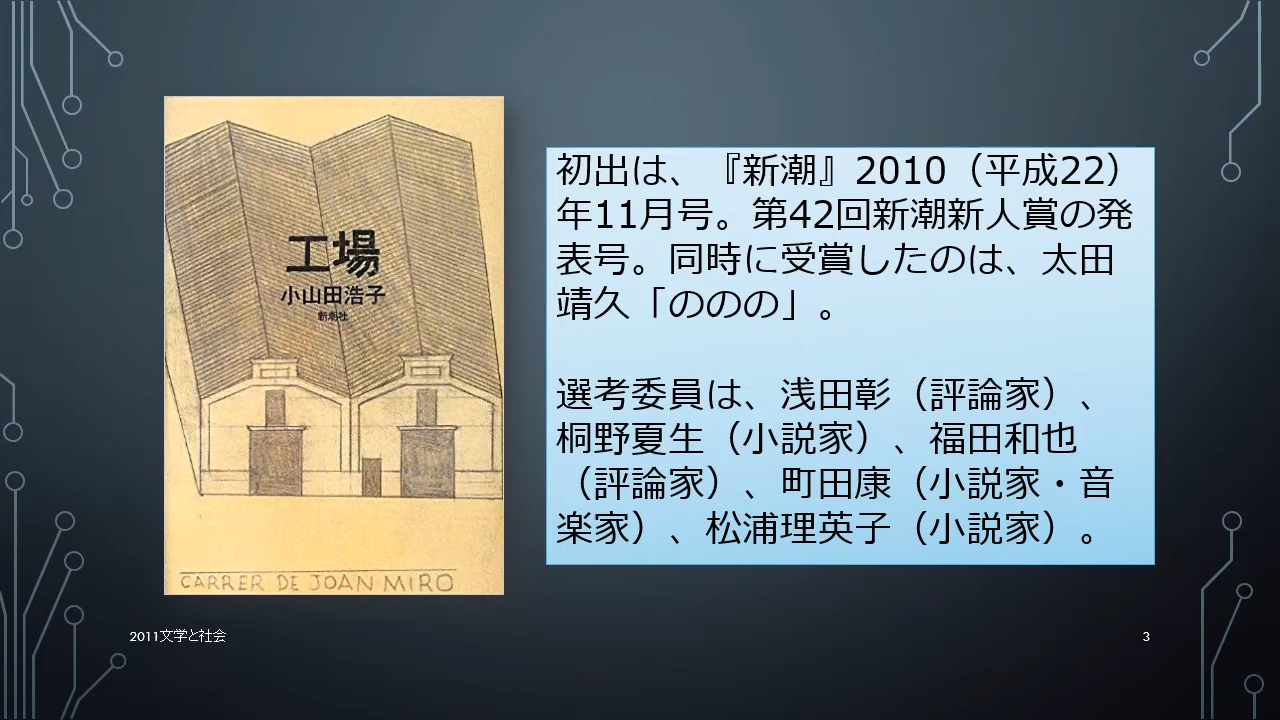 工場
小山田浩子
新潮社
CARRER DE JOAN MIRO
初出は、『新潮』2010（平成22）
年11月号。第42回新潮新人賞の発
表号。同時に受賞したのは、太田
靖久「ののの」。
選考委員は、浅田彰（評論家）、
桐野夏生（小説家）、福田和也
（評論家）、町田康（小説家・音
楽家）、松浦理英子（小説家）。
2011文学と社会
3